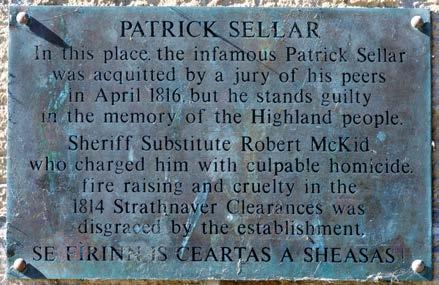 PATRICK SELLAR
In this place, the infamous Patrick Sellar
was acquitted by a jury of his peers
in April 1816, but he stands guilty
in the memory of the Highland people.
Sheriff Substitute Robert McKid
who charged him with culpable homicide,
fire raising and cruelty in the
1814 Strathnaver Clearances was
disgraced by the establishment.
SE FIRINN IS CEARTAS A SHEASAS !